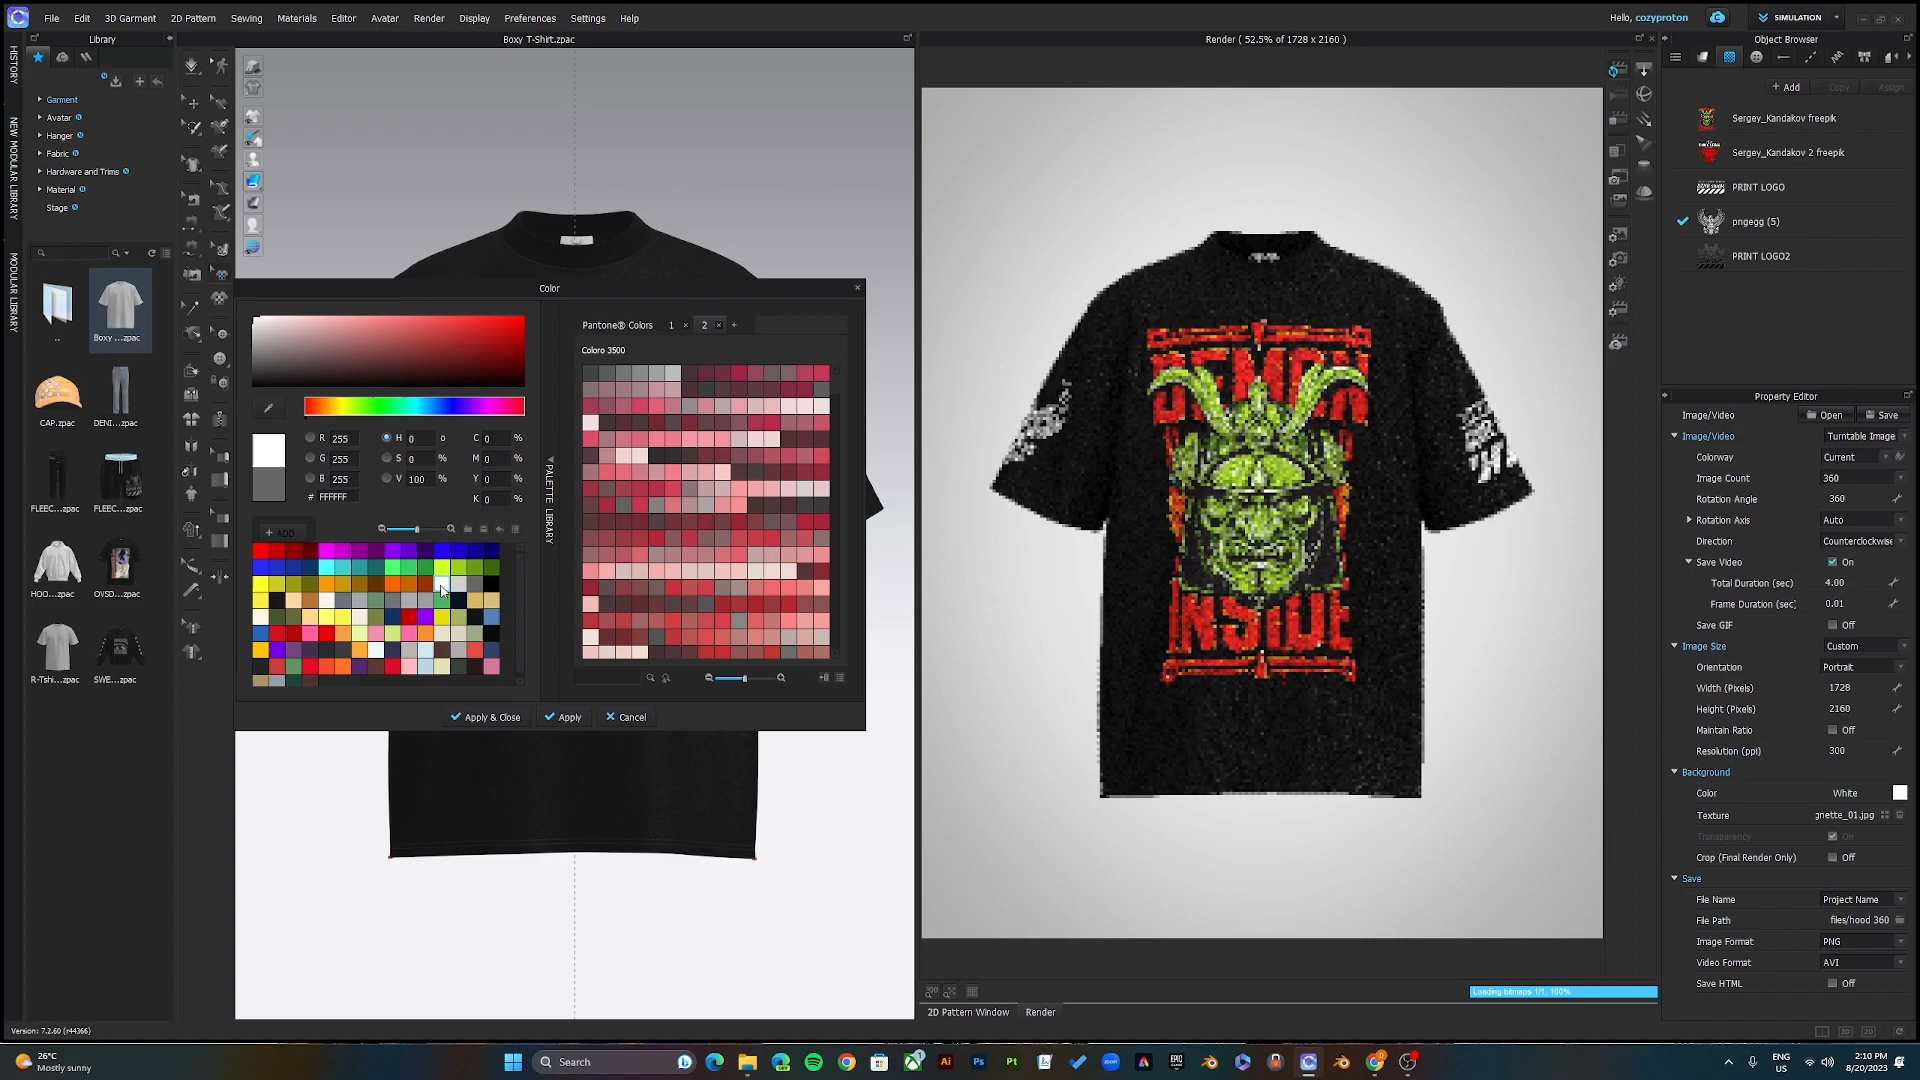 File Edit 3D Garment 2D Pattern Sewing Materials Editor Avatar Render Display Preferences Settings Help
Hello, cozyproton
SIMULATION
Library
Boxy T-Shirt.zpac
Render ( 52.5% of 1728 x 2160 )
Object Browser
HISTORY
NEW MODULAR LIBRARY
MODULAR LIBRARY
Garment
Avatar
Hanger
Fabric
Hardware and Trims
Material
Stage
..
Boxy ...zpac
CAP.zpac
DENI...zpac
FLEEC...zpac
FLEEC...zpac
HOO...zpac
OVSD...zpac
R-Tshi...zpac
SWE...zpac
Color
R 255 H 0 o C 0 %
G 255 S 0 % M 0 %
B 255 V 100 % Y 0 %
# FFFFFF K 0 %
+ ADD
PALETTE LIBRARY
Pantone® Colors 1 × 2 × +
Coloro 3500
Apply & Close Apply Cancel
DEMON
INSIDE
Loading bitmaps 1/1, 100%
2D Pattern Window Render
+ Add Copy Assign
Sergey_Kandakov freepik
Sergey_Kandakov 2 freepik
PRINT LOGO
pngegg (5)
PRINT LOGO2
Property Editor
Image/Video Open Save
Image/Video Turntable Image
Colorway Current
Image Count 360
Rotation Angle 360
Rotation Axis Auto
Direction Counterclockwise
Save Video On
Total Duration (sec) 4.00
Frame Duration (sec) 0.01
Save GIF Off
Image Size Custom
Orientation Portrait
Width (Pixels) 1728
Height (Pixels) 2160
Maintain Ratio Off
Resolution (ppi) 300
Background
Color White
Texture gnette_01.jpg
Transparency On
Crop (Final Render Only) Off
Save
File Name Project Name
File Path files/hood 360
Image Format PNG
Video Format AVI
Save HTML Off
Version: 7.2.60 (r44366)
3D 2D
26°C
Mostly sunny
Search
ENG
US
2:10 PM
8/20/2023